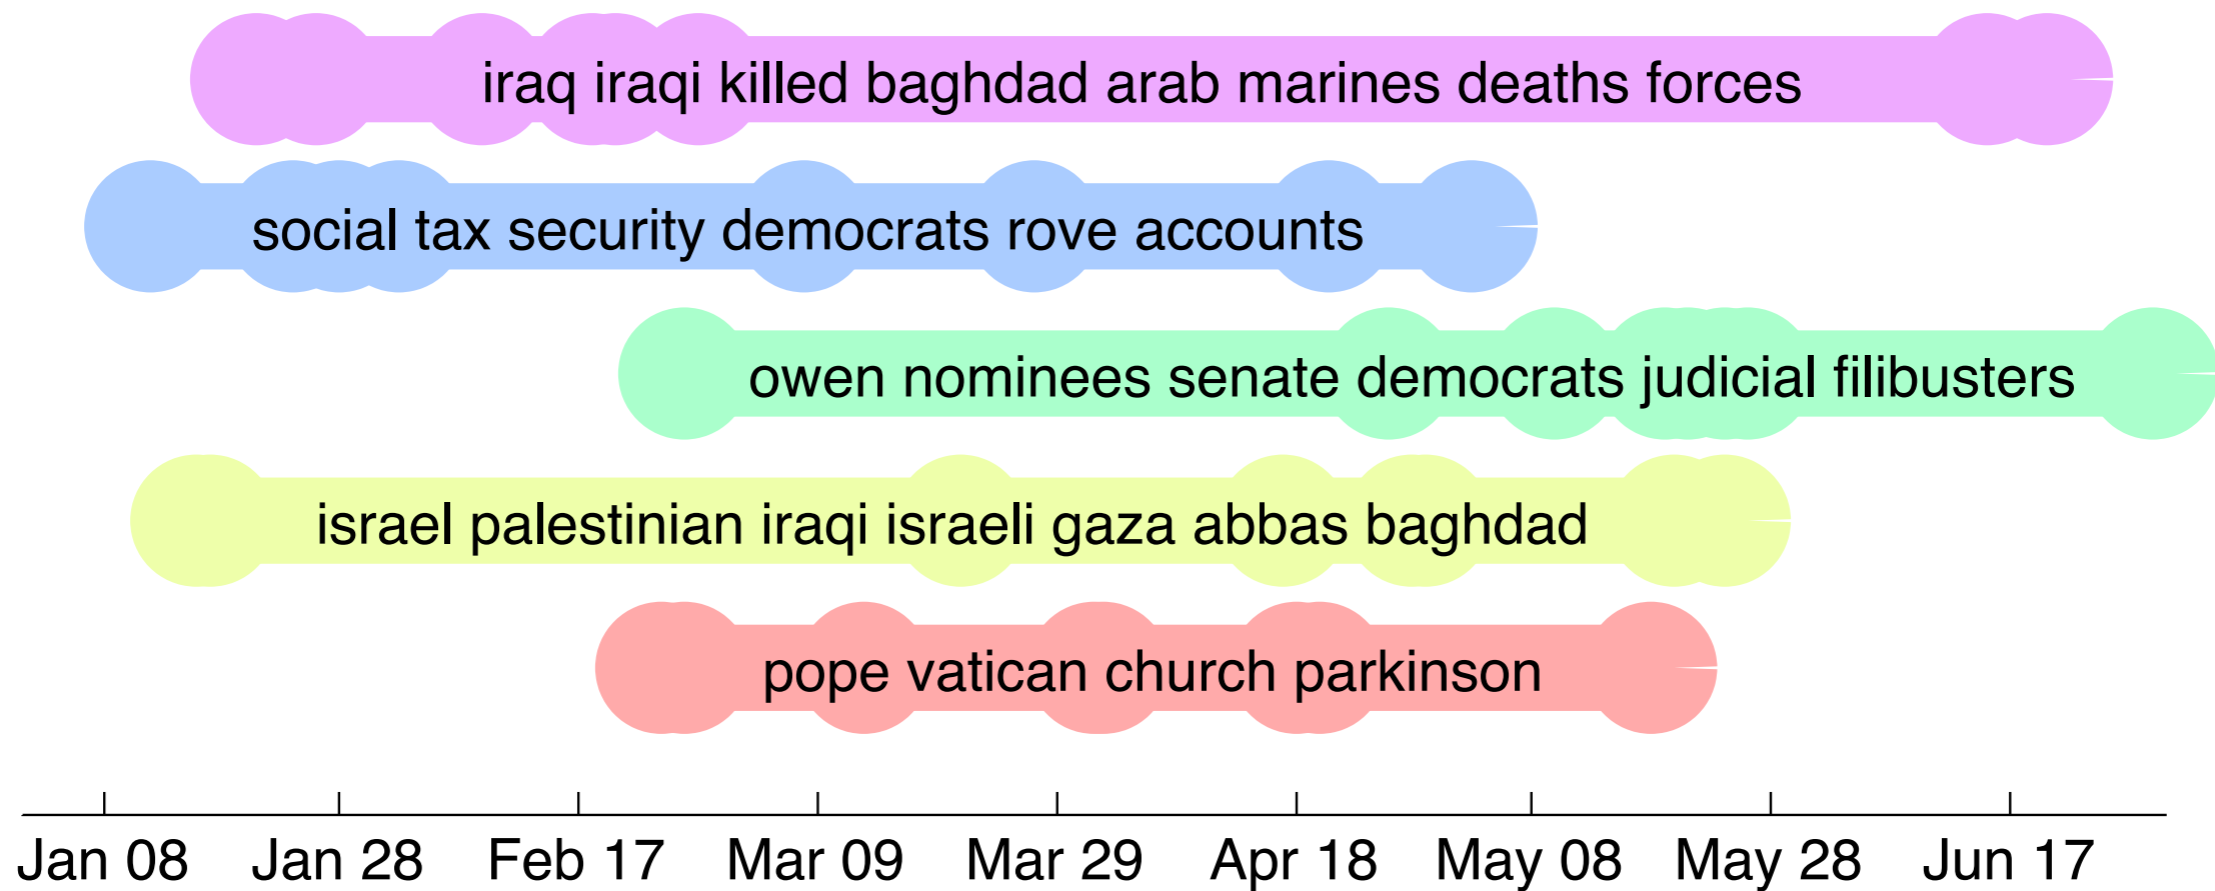 iraq iraqi killed baghdad arab marines deaths forces
social tax security democrats rove accounts
owen nominees senate democrats judicial filibusters
israel palestinian iraqi israeli gaza abbas baghdad
pope vatican church parkinson
Jan 08 Jan 28 Feb 17 Mar 09 Mar 29 Apr 18 May 08 May 28 Jun 17